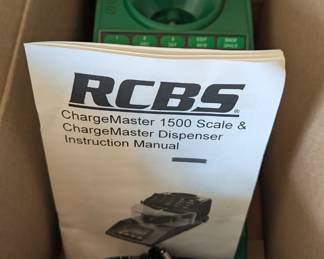 RCBS
ChargeMaster 1500 Scale &
ChargeMaster Dispenser
Instruction Manual